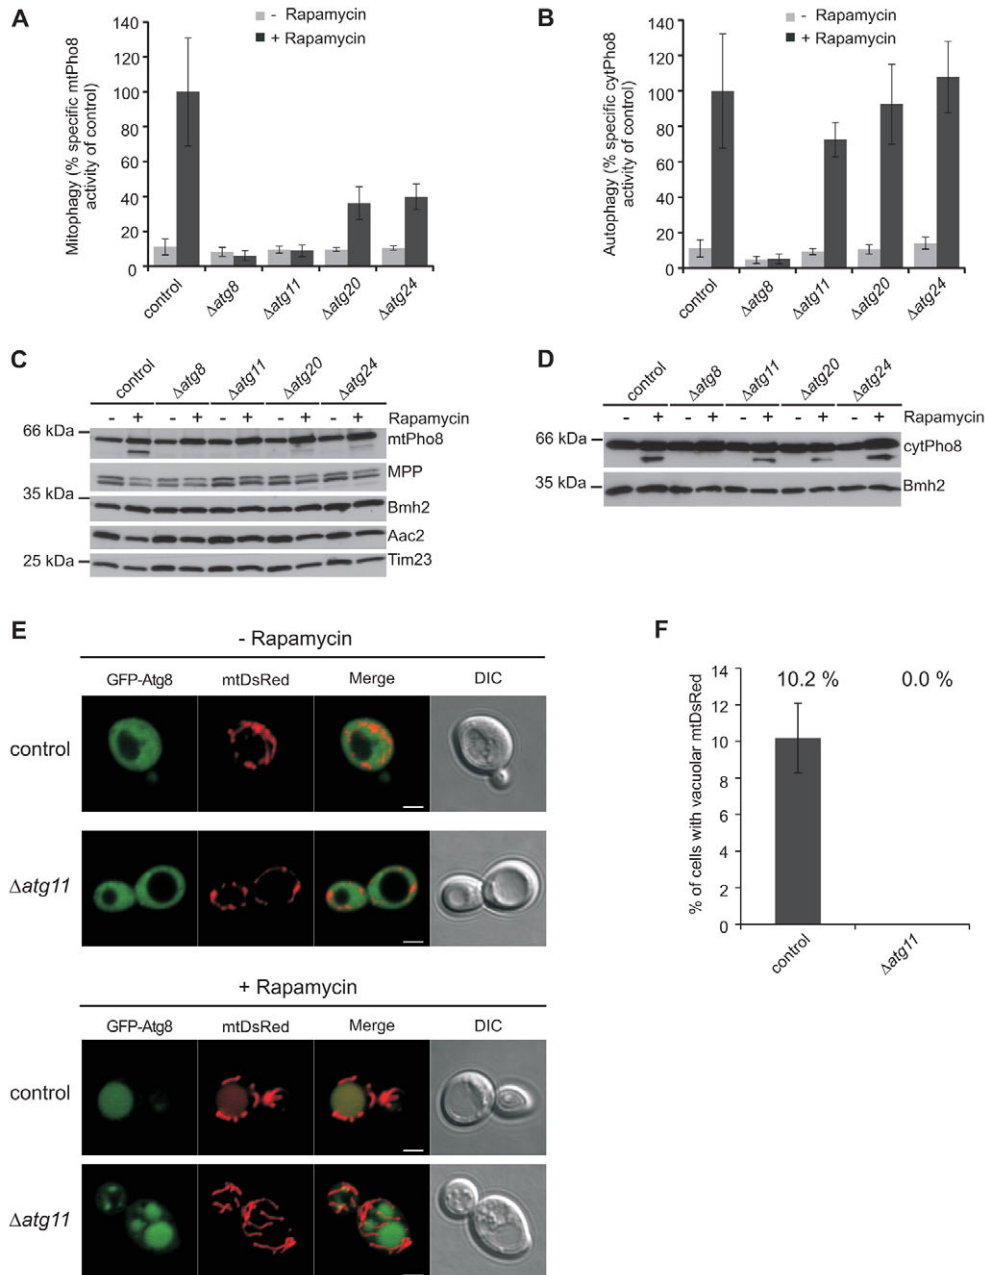 A
- Rapamycin
+ Rapamycin
Mitophagy (% specific mtPho8
activity of control)
140
120
100
80
60
40
20
0
control
Δatg8
Δatg11
Δatg20
Δatg24
B
- Rapamycin
+ Rapamycin
Autophagy (% specific cytPho8
activity of control)
140
120
100
80
60
40
20
0
control
Δatg8
Δatg11
Δatg20
Δatg24
C
control Δatg8 Δatg11 Δatg20 Δatg24
- + - + - + - + - + Rapamycin
66 kDa mtPho8
MPP
35 kDa Bmh2
Aac2
25 kDa Tim23
D
control Δatg8 Δatg11 Δatg20 Δatg24
- + - + - + - + - + Rapamycin
66 kDa cytPho8
35 kDa Bmh2
E
- Rapamycin
GFP-Atg8 mtDsRed Merge DIC
control
Δatg11
+ Rapamycin
GFP-Atg8 mtDsRed Merge DIC
control
Δatg11
F
% of cells with vacuolar mtDsRed
14
12
10
8
6
4
2
0
10.2 % 0.0 %
control
Δatg11